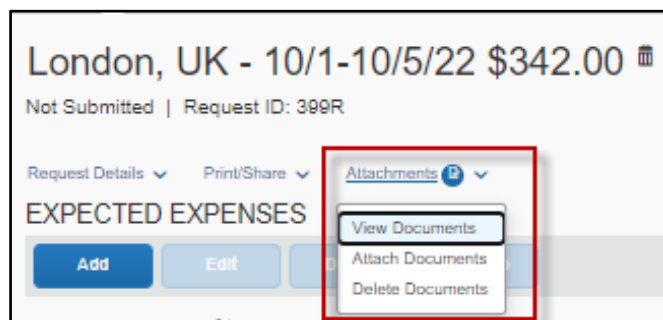 London, UK - 10/1-10/5/22 $342.00
Not Submitted | Request ID: 399R
Request Details Print/Share Attachments
EXPECTED EXPENSES
View Documents
Add Edit
Attach Documents
Delete Documents